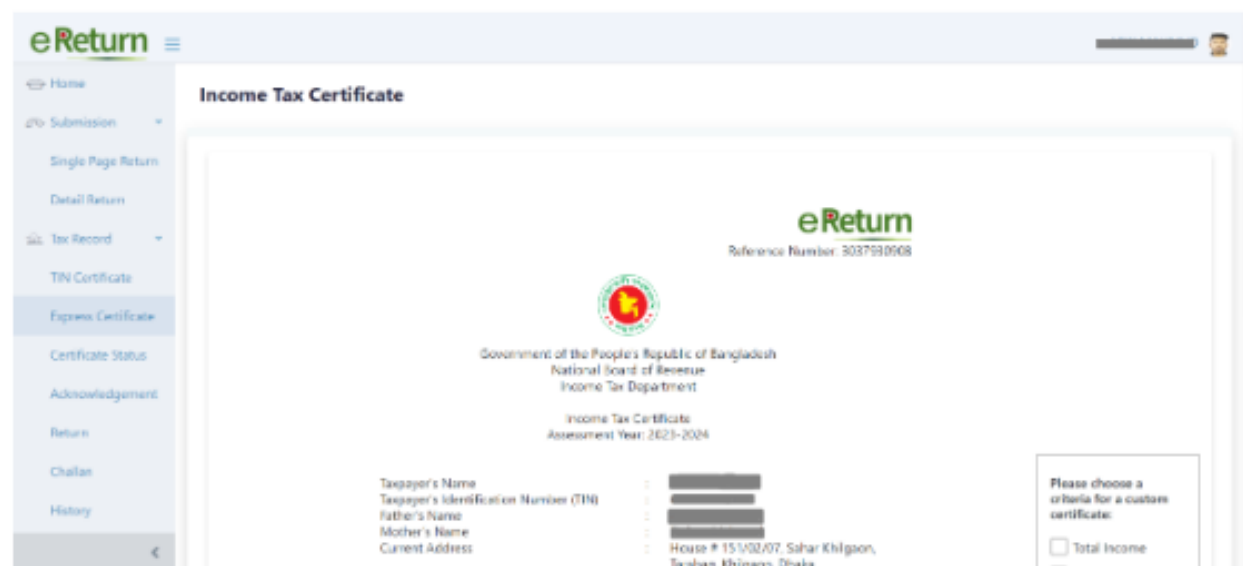 eReturn
Home
Income Tax Certificate
Submission
Single Page Return
Detail Return
eReturn
Tax Record
Reference Number: 3037930908
TIN Certificate
Express Certificate
Certificate Status
Government of the People's Republic of Bangladesh
National Board of Revenue
Income Tax Department
Acknowledgement
Income Tax Certificate
Return
Assessment Year: 2023-2024
Challan
Taxpayer's Name :
Taxpayer's Identification Number (TIN) :
Father's Name :
Mother's Name :
Current Address : House # 151/02/07, Sahar Khilgaon,
Khilgaon, Dhaka
Please choose a
criteria for a custom
certificate:
Total Income
History